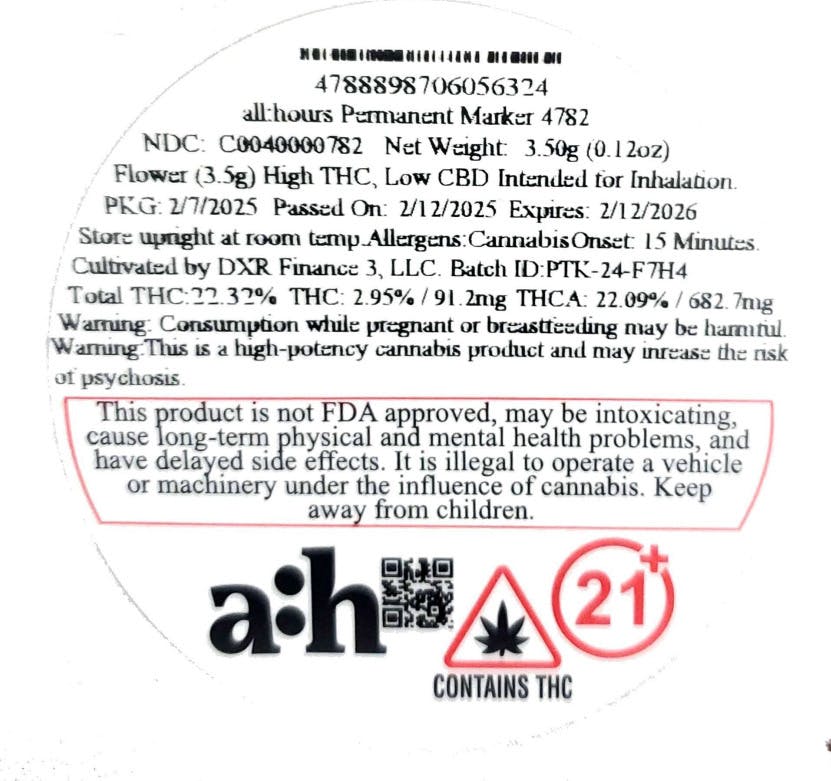 4788898706056324
all:hours Permanent Marker 4782
NDC: C0040000782 Net Weight: 3.50g (0.12oz)
Flower (3.5g) High THC, Low CBD Intended for Inhalation.
PKG: 2/7/2025 Passed On: 2/12/2025 Expires: 2/12/2026
Store upright at room temp.Allergens:Cannabis Onset: 15 Minutes.
Cultivated by DXR Finance 3, LLC. Batch ID:PTK-24-F7H4
Total THC:22.32% THC: 2.95% / 91.2mg THCA: 22.09% / 682.7mg
Warning: Consumption while pregnant or breastfeeding may be harmful.
Warning:This is a high-potency cannabis product and may inrease the risk
of psychosis.
This product is not FDA approved, may be intoxicating,
cause long-term physical and mental health problems, and
have delayed side effects. It is illegal to operate a vehicle
or machinery under the influence of cannabis. Keep
away from children.
a:h
21+
CONTAINS THC